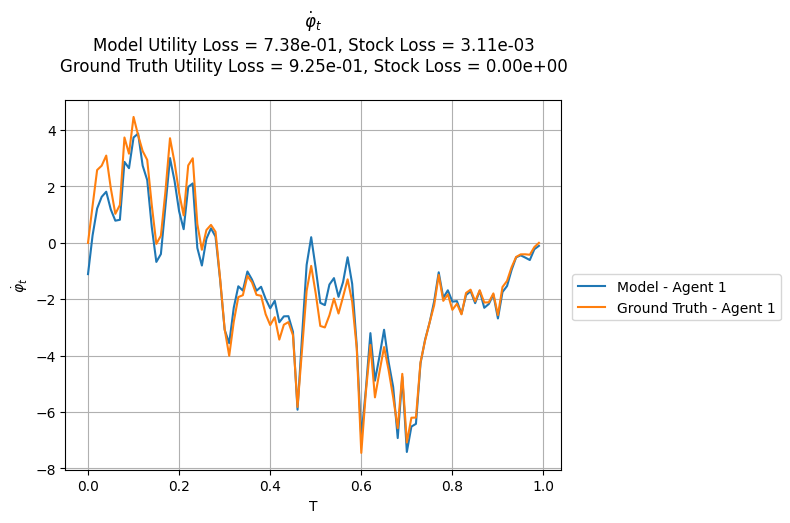 φ̇_t
Model Utility Loss = 7.38e-01, Stock Loss = 3.11e-03
Ground Truth Utility Loss = 9.25e-01, Stock Loss = 0.00e+00
4
2
0
−2
−4
−6
−8
φ̇_t
0.0 0.2 0.4 0.6 0.8 1.0
T
Model - Agent 1
Ground Truth - Agent 1